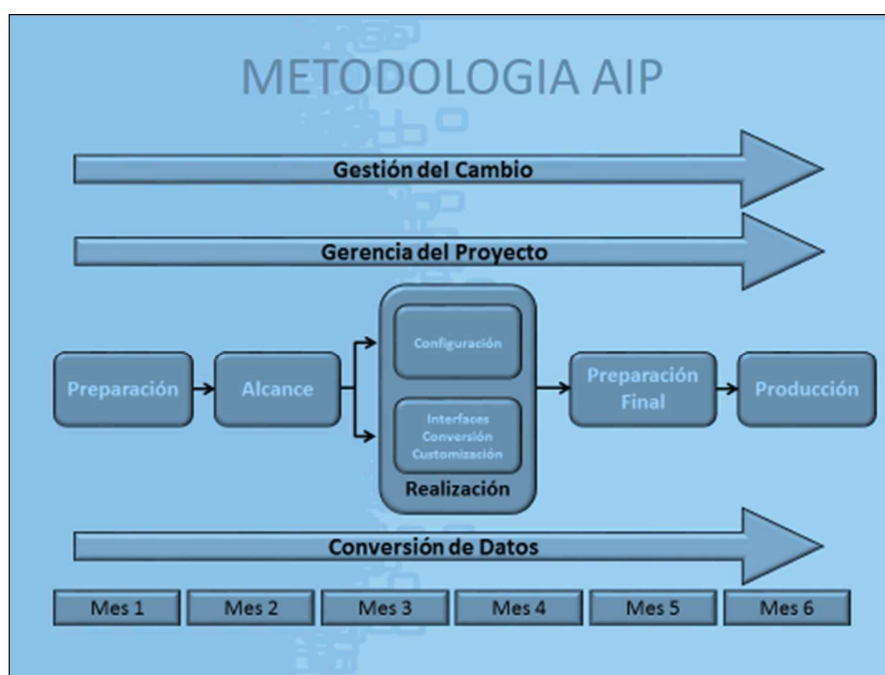 METODOLOGIA AIP
Gestión del Cambio
Gerencia del Proyecto
Preparación
Alcance
Configuración
Interfaces
Conversión
Customización
Realización
Preparación
Final
Producción
Conversión de Datos
Mes 1
Mes 2
Mes 3
Mes 4
Mes 5
Mes 6